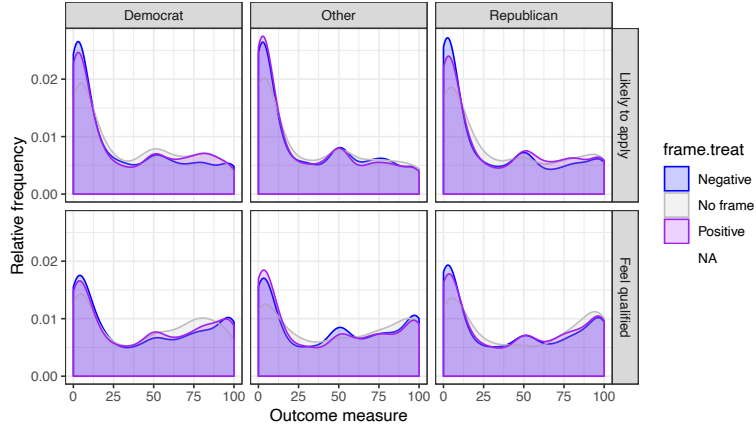 Democrat
Other
Republican
0.02
0.01
0.00
Likely to apply
0.02
0.01
0.00
Feel qualified
0 25 50 75 100
0 25 50 75 100
0 25 50 75 100
Outcome measure
Relative frequency
frame.treat
Negative
No frame
Positive
NA